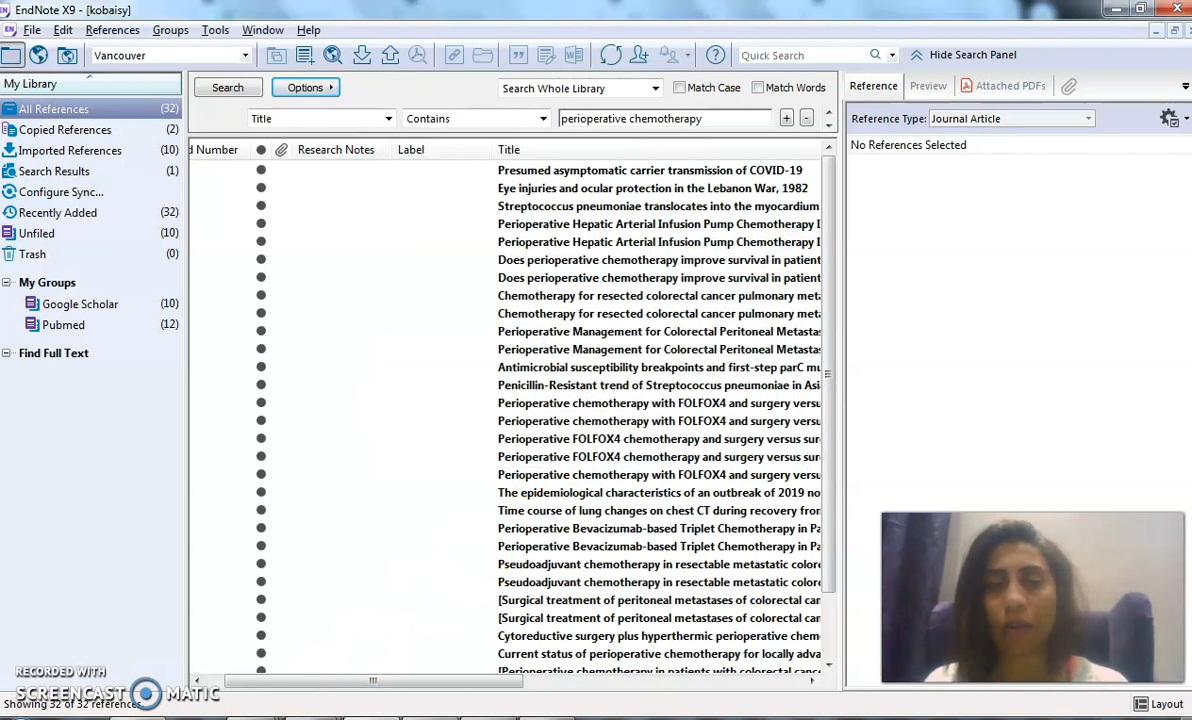 EndNote X9 - [kobaisy]
File Edit References Groups Tools Window Help
Vancouver
Quick Search
Hide Search Panel
My Library
All References (32)
Copied References (2)
Imported References (10)
Search Results (1)
Configure Sync...
Recently Added (32)
Unfiled (10)
Trash (0)
My Groups
Google Scholar (10)
Pubmed (12)
Find Full Text
Search Options Search Whole Library Match Case Match Words
Title Contains perioperative chemotherapy + -
d Number Research Notes Label Title
Presumed asymptomatic carrier transmission of COVID-19
Eye injuries and ocular protection in the Lebanon War, 1982
Streptococcus pneumoniae translocates into the myocardium
Perioperative Hepatic Arterial Infusion Pump Chemotherapy I
Perioperative Hepatic Arterial Infusion Pump Chemotherapy I
Does perioperative chemotherapy improve survival in patient
Does perioperative chemotherapy improve survival in patient
Chemotherapy for resected colorectal cancer pulmonary meta
Chemotherapy for resected colorectal cancer pulmonary meta
Perioperative Management for Colorectal Peritoneal Metastas
Perioperative Management for Colorectal Peritoneal Metastas
Antimicrobial susceptibility breakpoints and first-step parC mu
Penicillin-Resistant trend of Streptococcus pneumoniae in Asi
Perioperative chemotherapy with FOLFOX4 and surgery versu
Perioperative chemotherapy with FOLFOX4 and surgery versu
Perioperative FOLFOX4 chemotherapy and surgery versus sur
Perioperative FOLFOX4 chemotherapy and surgery versus sur
Perioperative chemotherapy with FOLFOX4 and surgery versu
The epidemiological characteristics of an outbreak of 2019 no
Time course of lung changes on chest CT during recovery from
Perioperative Bevacizumab-based Triplet Chemotherapy in Pa
Perioperative Bevacizumab-based Triplet Chemotherapy in Pa
Pseudoadjuvant chemotherapy in resectable metastatic colore
Pseudoadjuvant chemotherapy in resectable metastatic colore
[Surgical treatment of peritoneal metastases of colorectal can
[Surgical treatment of peritoneal metastases of colorectal can
Cytoreductive surgery plus hyperthermic perioperative chem
Current status of perioperative chemotherapy for locally adva
[Perioperative chemotherapy in patients with colorectal cance
Reference Preview Attached PDFs
Reference Type: Journal Article
No References Selected
RECORDED WITH
SCREENCAST MATIC
Showing 32 of 32 references.
Layout